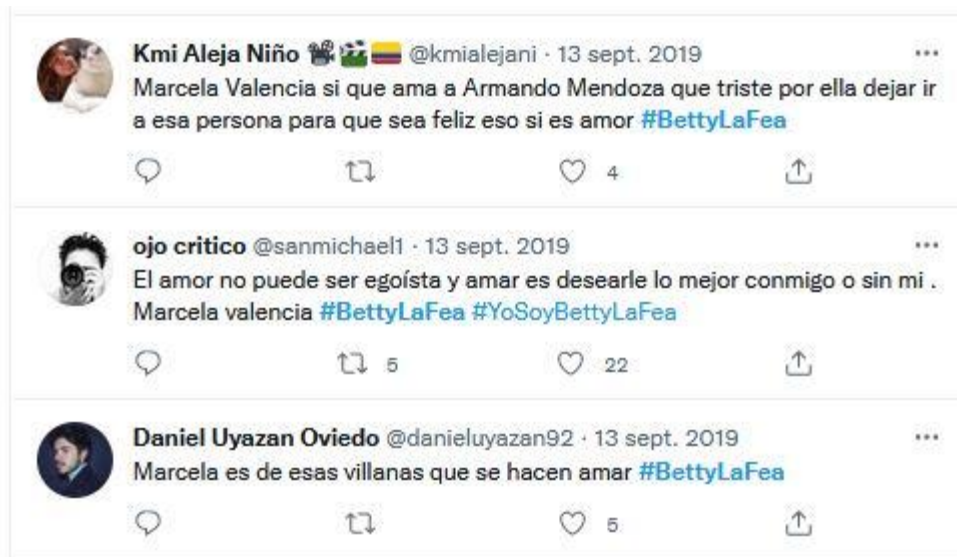 Kmi Aleja Niño 📽🎬🇨🇴 @kmialejani · 13 sept. 2019
Marcela Valencia si que ama a Armando Mendoza que triste por ella dejar ir
a esa persona para que sea feliz eso si es amor #BettyLaFea
4
ojo critico @sanmichael1 · 13 sept. 2019
El amor no puede ser egoísta y amar es desearle lo mejor conmigo o sin mi .
Marcela valencia #BettyLaFea #YoSoyBettyLaFea
5 22
Daniel Uyazan Oviedo @danieluyazan92 · 13 sept. 2019
Marcela es de esas villanas que se hacen amar #BettyLaFea
5